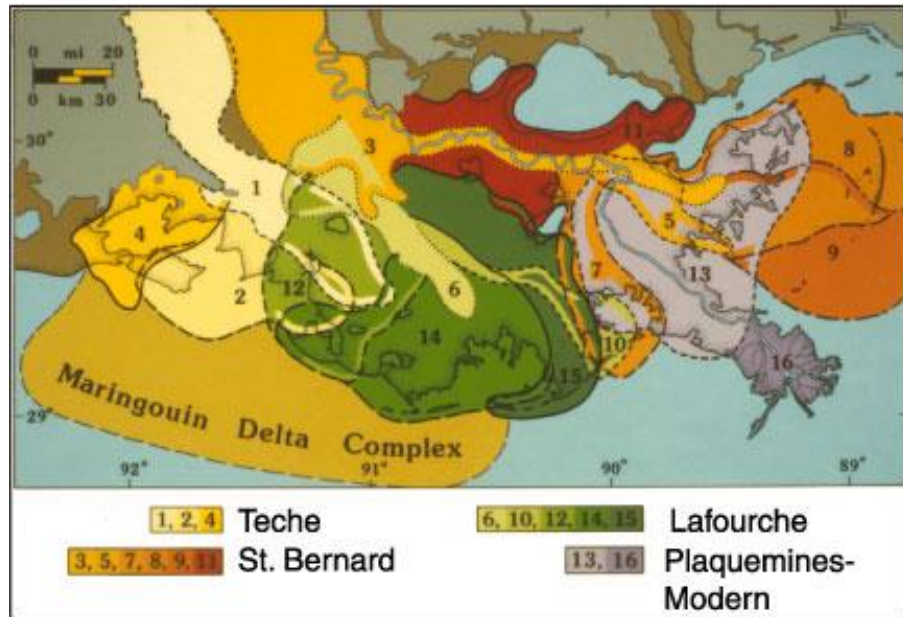 0 mi 20
0 km 30
30°
11
3
8
1
4
5
9
2
7
13
12
6
14
10
16
15
29°
Maringouin Delta Complex
92°
91°
90°
89°
1, 2, 4 Teche
6, 10, 12, 14, 15 Lafourche
3, 5, 7, 8, 9, 11 St. Bernard
13, 16 Plaquemines-
Modern